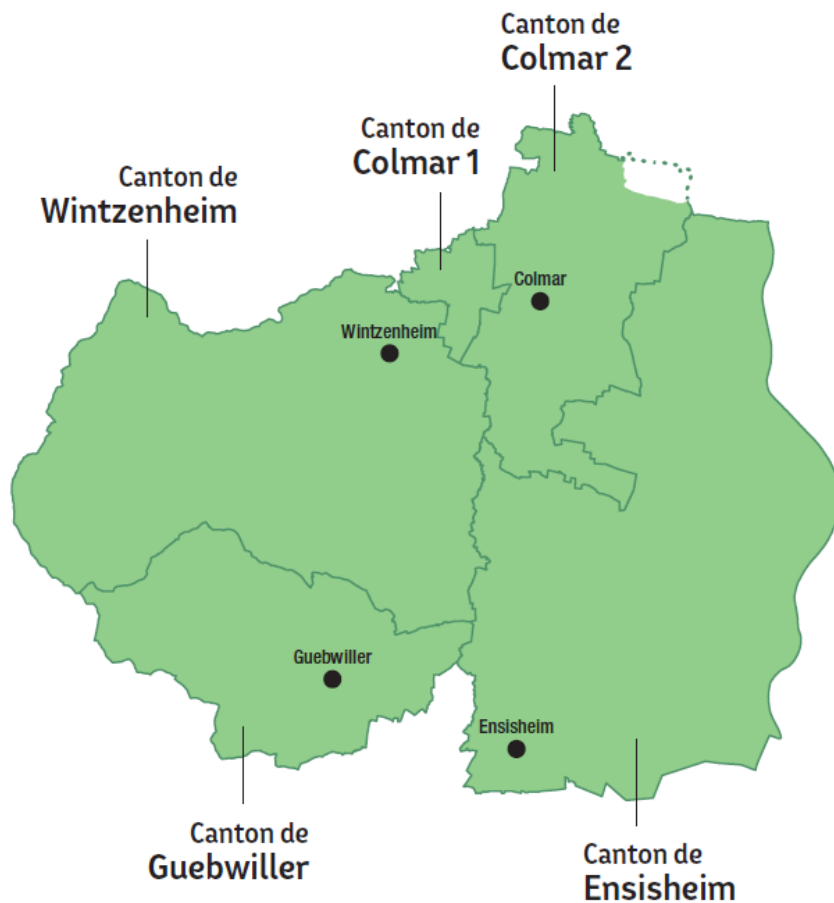 Canton de
Colmar 2
Canton de
Colmar 1
Canton de
Wintzenheim
Colmar
Wintzenheim
Guebwiller
Ensisheim
Canton de
Guebwiller
Canton de
Ensisheim